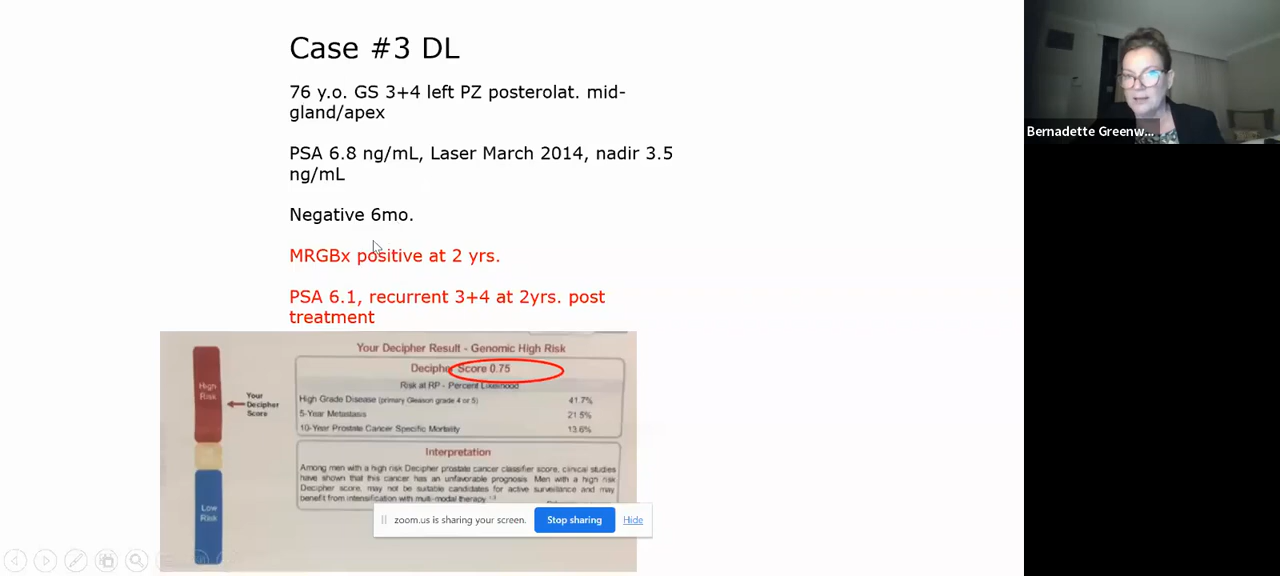 Case #3 DL
76 y.o. GS 3+4 left PZ posterolat. mid-
gland/apex
PSA 6.8 ng/mL, Laser March 2014, nadir 3.5
ng/mL
Negative 6mo.
MRGBx positive at 2 yrs.
PSA 6.1, recurrent 3+4 at 2yrs. post
treatment
Your Decipher Result - Genomic High Risk
Decipher Score 0.75
Risk at RP - Percent Likelihood
High Grade Disease (primary Gleason grade 4 or 5) 41.7%
5-Year Metastasis 21.5%
10-Year Prostate Cancer Specific Mortality 13.6%
High
Risk
Your
Decipher
Score
Low
Risk
Interpretation
Among men with a high risk Decipher prostate cancer classifier score, clinical studies
have shown that this cancer has an unfavorable prognosis. Men with a high risk
Decipher score, may not be suitable candidates for active surveillance and may
benefit from intensification with multi-modal therapy.
zoom.us is sharing your screen.
Stop sharing
Hide
Bernadette Greenw...